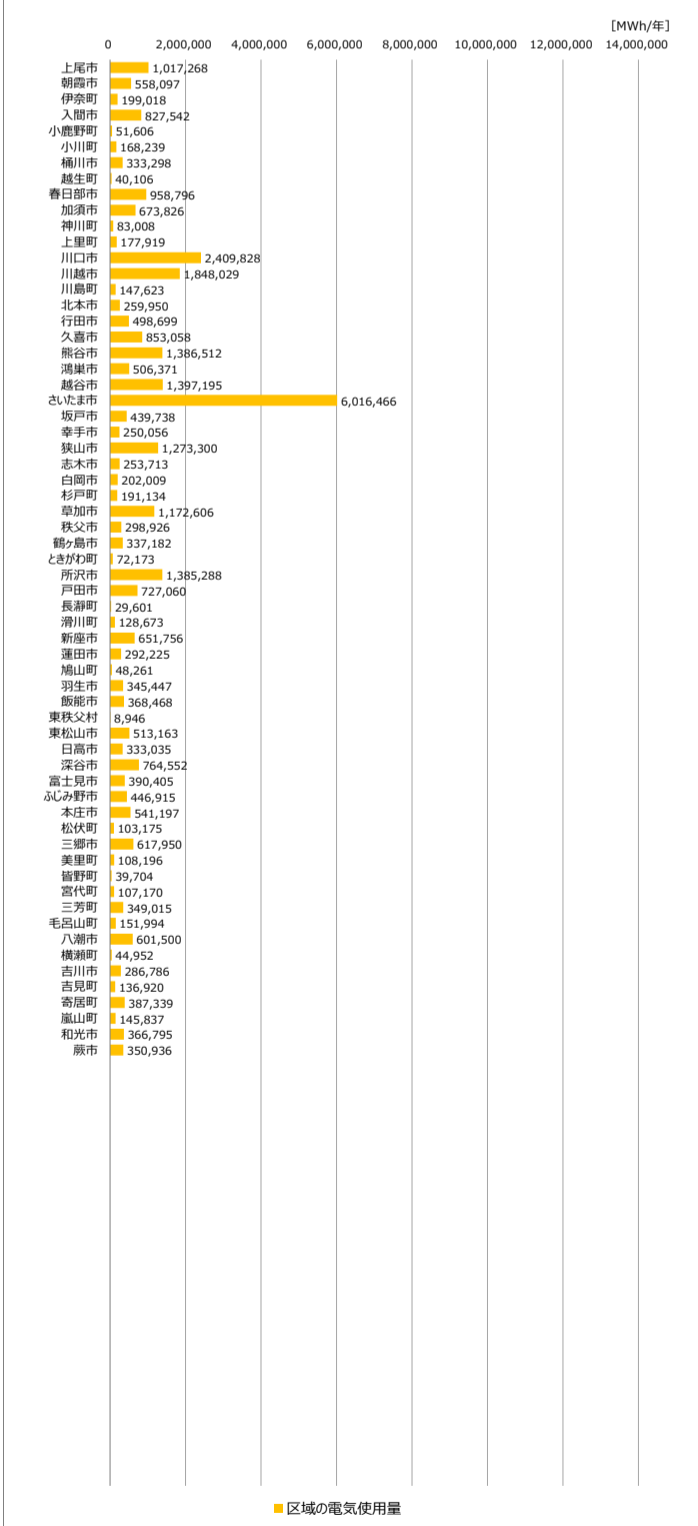 [MWh/年]
0 2,000,000 4,000,000 6,000,000 8,000,000 10,000,000 12,000,000 14,000,000
上尾市 1,017,268
朝霞市 558,097
伊奈町 199,018
入間市 827,542
小鹿野町 51,606
小川町 168,239
桶川市 333,298
越生町 40,106
春日部市 958,796
加須市 673,826
神川町 83,008
上里町 177,919
川口市 2,409,828
川越市 1,848,029
川島町 147,623
北本市 259,950
行田市 498,699
久喜市 853,058
熊谷市 1,386,512
鴻巣市 506,371
越谷市 1,397,195
さいたま市 6,016,466
坂戸市 439,738
幸手市 250,056
狭山市 1,273,300
志木市 253,713
白岡市 202,009
杉戸町 191,134
草加市 1,172,606
秩父市 298,926
鶴ヶ島市 337,182
ときがわ町 72,173
所沢市 1,385,288
戸田市 727,060
長瀞町 29,601
滑川町 128,673
新座市 651,756
蓮田市 292,225
鳩山町 48,261
羽生市 345,447
飯能市 368,468
東秩父村 8,946
東松山市 513,163
日高市 333,035
深谷市 764,552
富士見市 390,405
ふじみ野市 446,915
本庄市 541,197
松伏町 103,175
三郷市 617,950
美里町 108,196
皆野町 39,704
宮代町 107,170
三芳町 349,015
毛呂山町 151,994
八潮市 601,500
横瀬町 44,952
吉川市 286,786
吉見町 136,920
寄居町 387,339
嵐山町 145,837
和光市 366,795
蕨市 350,936
区域の電気使用量